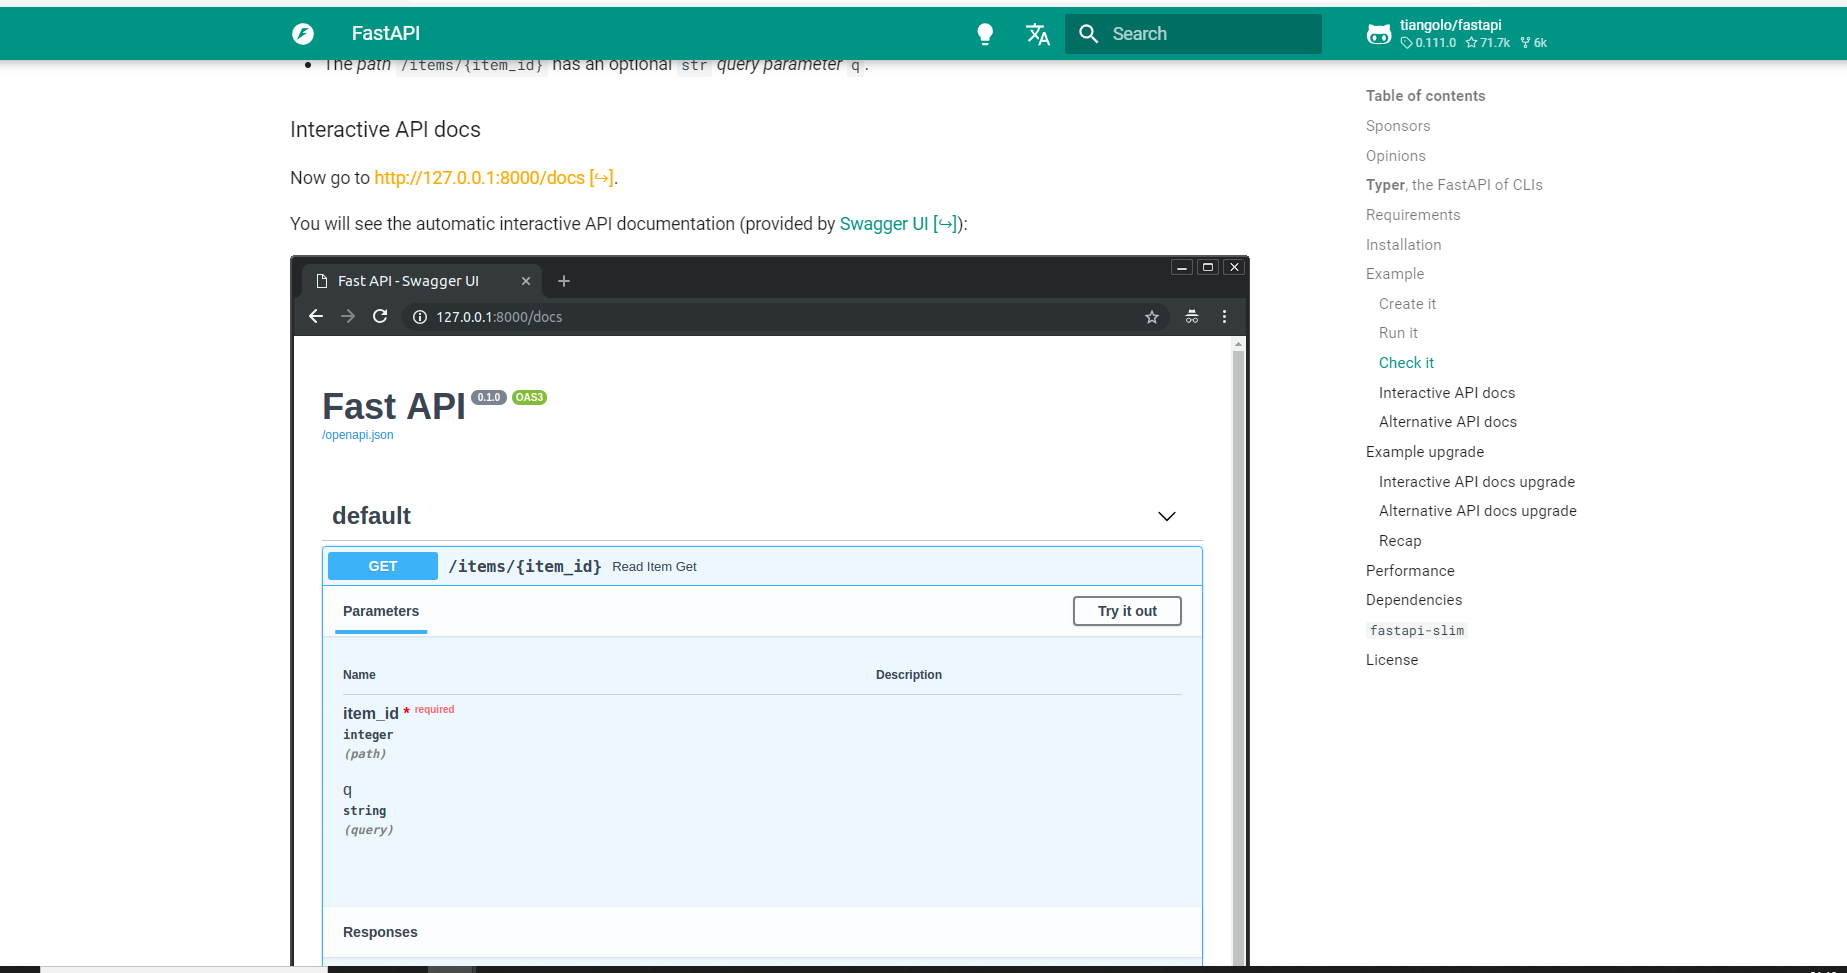 FastAPI
Search
tiangolo/fastapi
0.111.0 71.7k 6k
The path /items/{item_id} has an optional str query parameter q.
Interactive API docs
Now go to http://127.0.0.1:8000/docs [↪].
You will see the automatic interactive API documentation (provided by Swagger UI [↪]):
Fast API - Swagger UI
127.0.0.1:8000/docs
Fast API 0.1.0 OAS3
/openapi.json
default
GET /items/{item_id} Read Item Get
Parameters Try it out
Name Description
item_id * required
integer
(path)
q
string
(query)
Responses
Table of contents
Sponsors
Opinions
Typer, the FastAPI of CLIs
Requirements
Installation
Example
Create it
Run it
Check it
Interactive API docs
Alternative API docs
Example upgrade
Interactive API docs upgrade
Alternative API docs upgrade
Recap
Performance
Dependencies
fastapi-slim
License